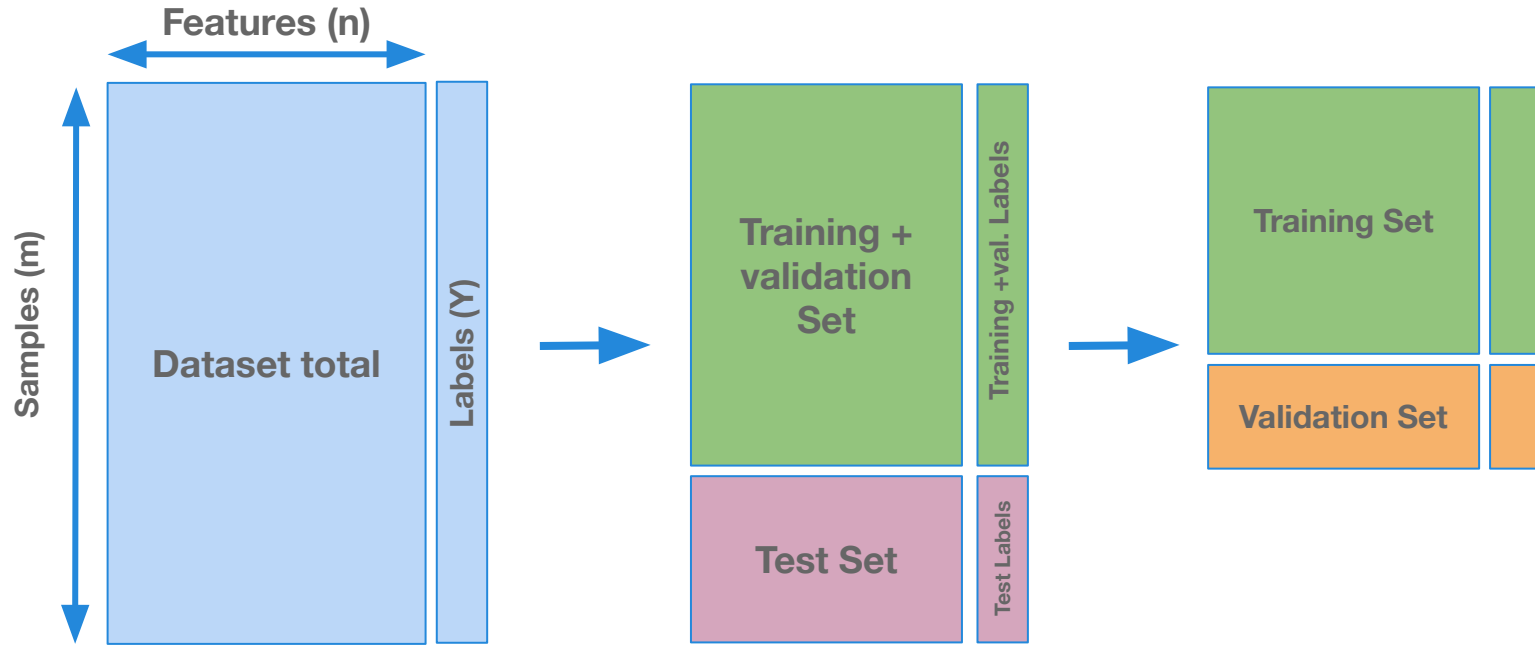 Features (n)
Samples (m)
Dataset total
Labels (Y)
Training +
validation
Set
Training +val. Labels
Test Set
Test Labels
Training Set
Validation Set